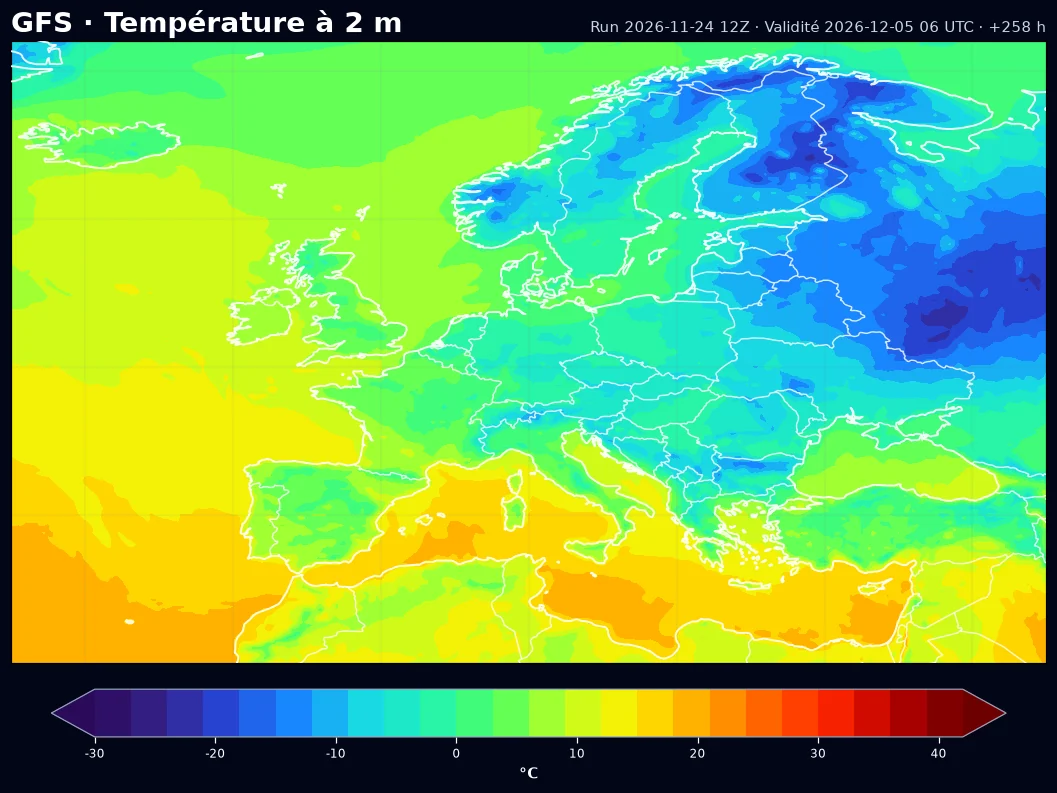 GFS · Température à 2 m
Run 2026-11-24 12Z · Validité 2026-12-05 06 UTC · +258 h
-30 -20 -10 0 10 20 30 40
°C